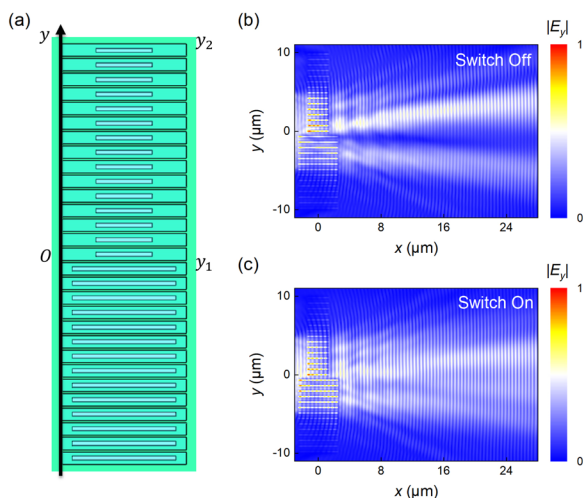 (a)
y
y2
O
y1
(b)
|Ey|
Switch Off
10
0
-10
y (μm)
0
8
16
24
x (μm)
1
0
(c)
|Ey|
Switch On
10
0
-10
y (μm)
0
8
16
24
x (μm)
1
0